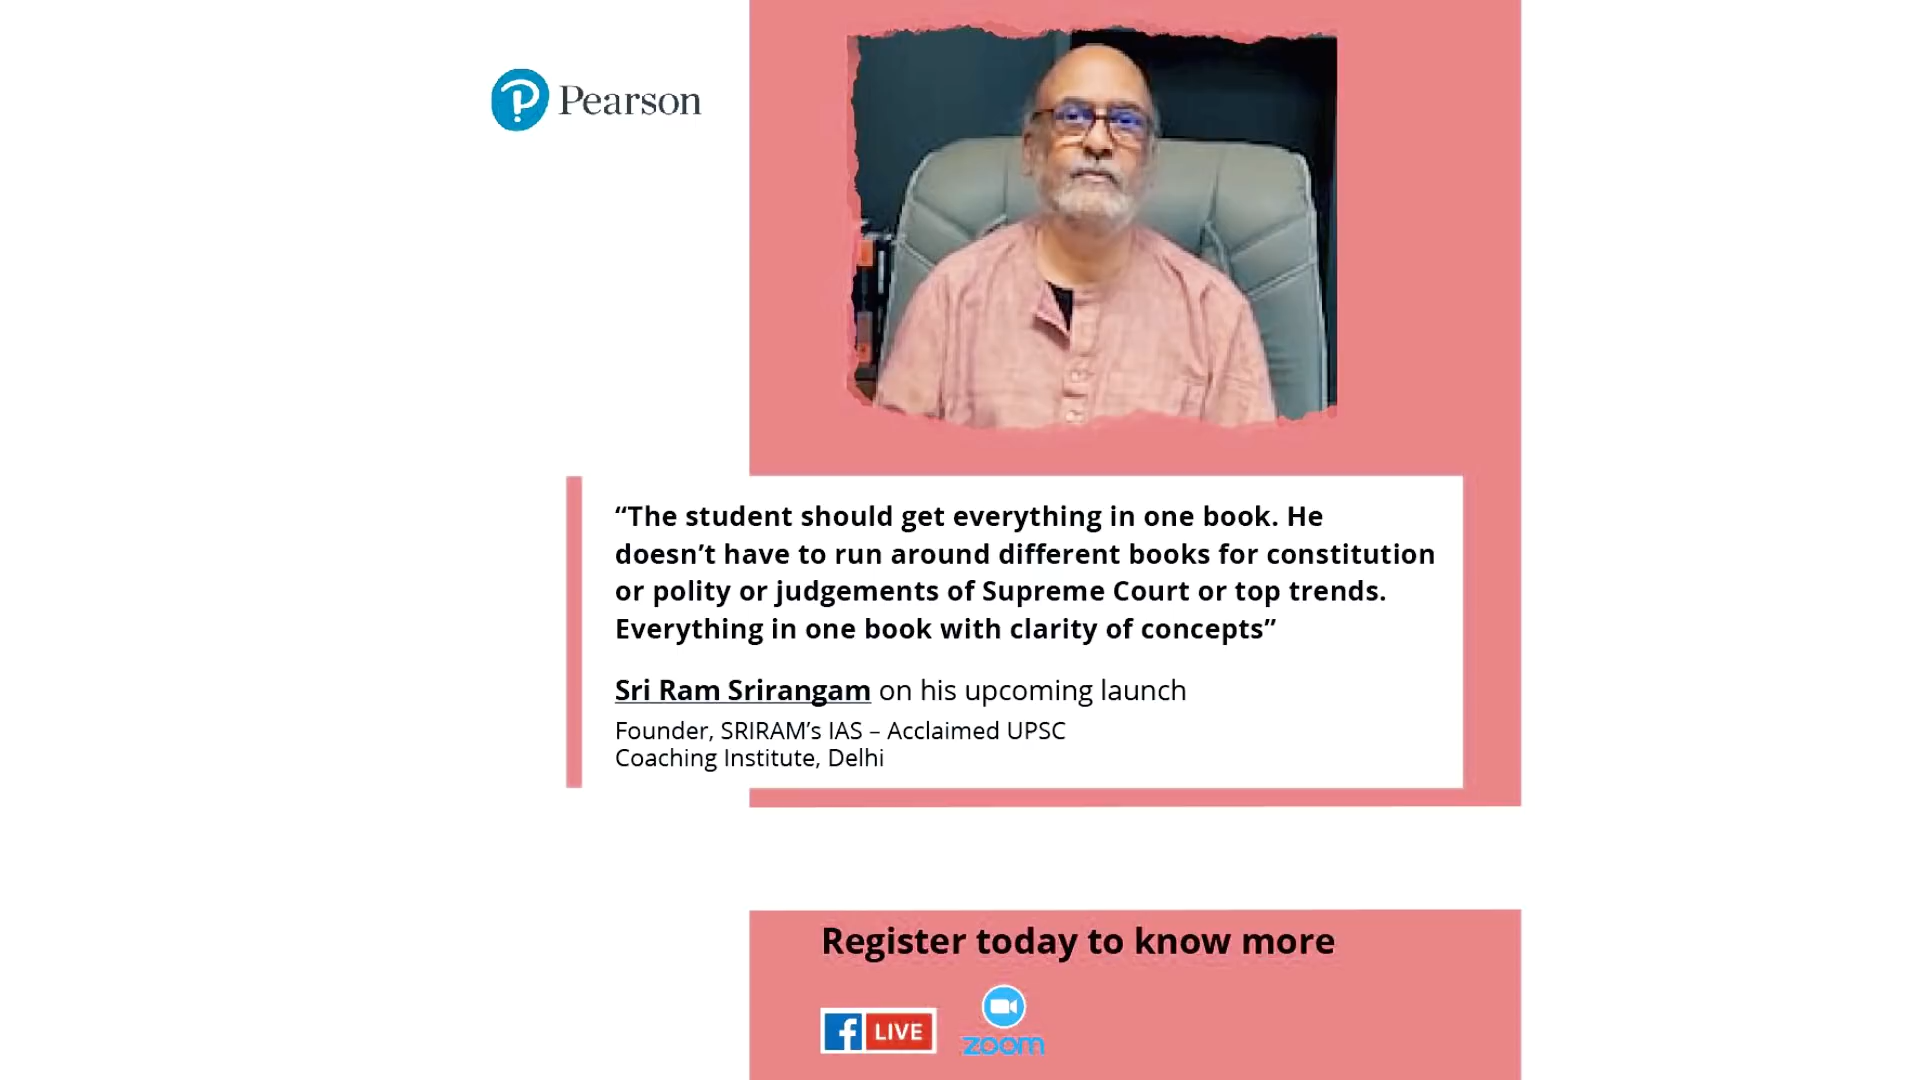 Pearson
“The student should get everything in one book. He
doesn’t have to run around different books for constitution
or polity or judgements of Supreme Court or top trends.
Everything in one book with clarity of concepts”
Sri Ram Srirangam on his upcoming launch
Founder, SRIRAM’s IAS – Acclaimed UPSC
Coaching Institute, Delhi
Register today to know more
f LIVE
zoom